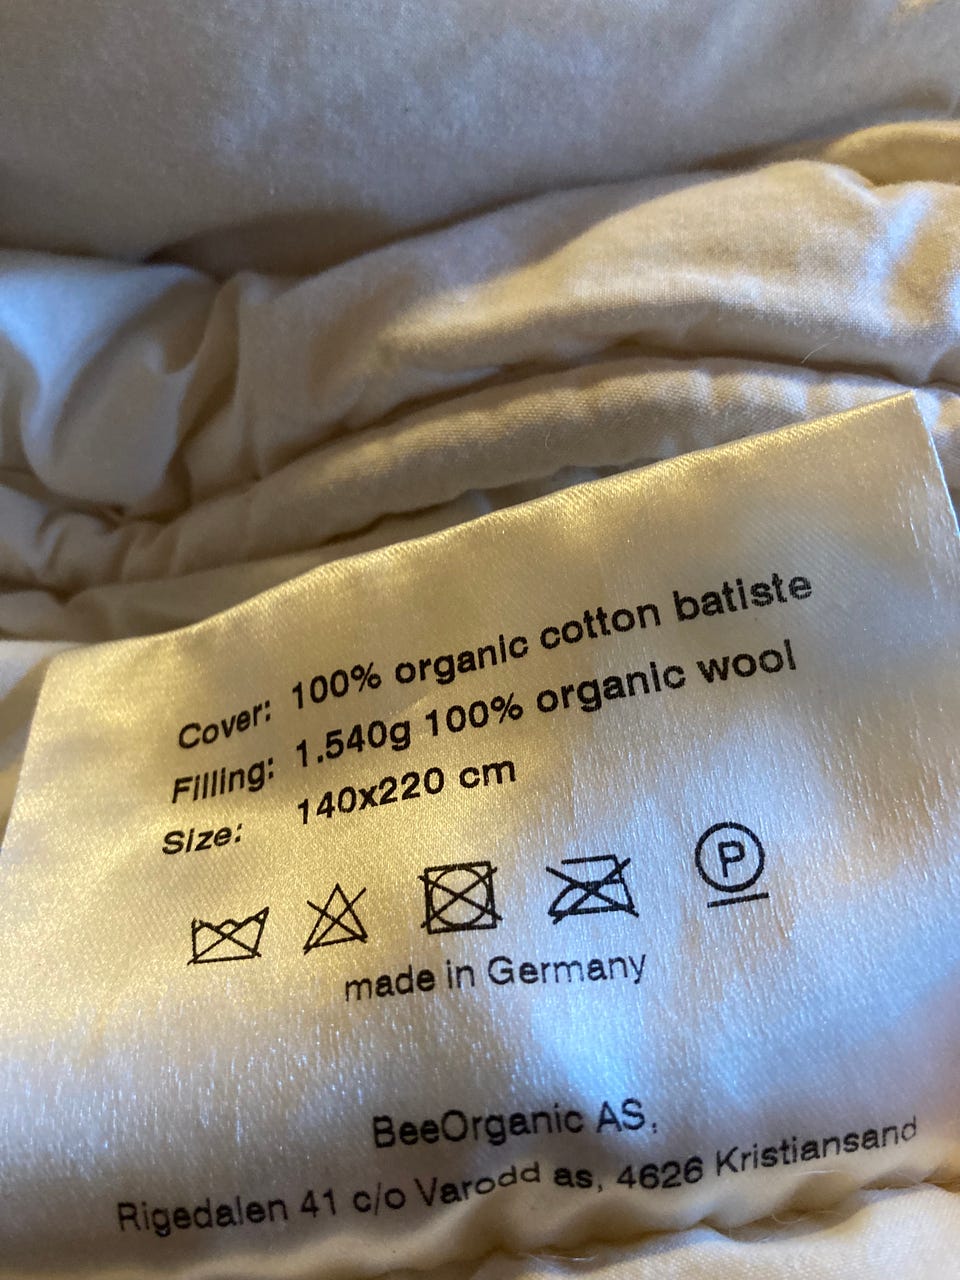 Cover: 100% organic cotton batiste
Filling: 1.540g 100% organic wool
Size: 140x220 cm
P
made in Germany
BeeOrganic AS,
Rigedalen 41 c/o Varodd as, 4626 Kristiansand